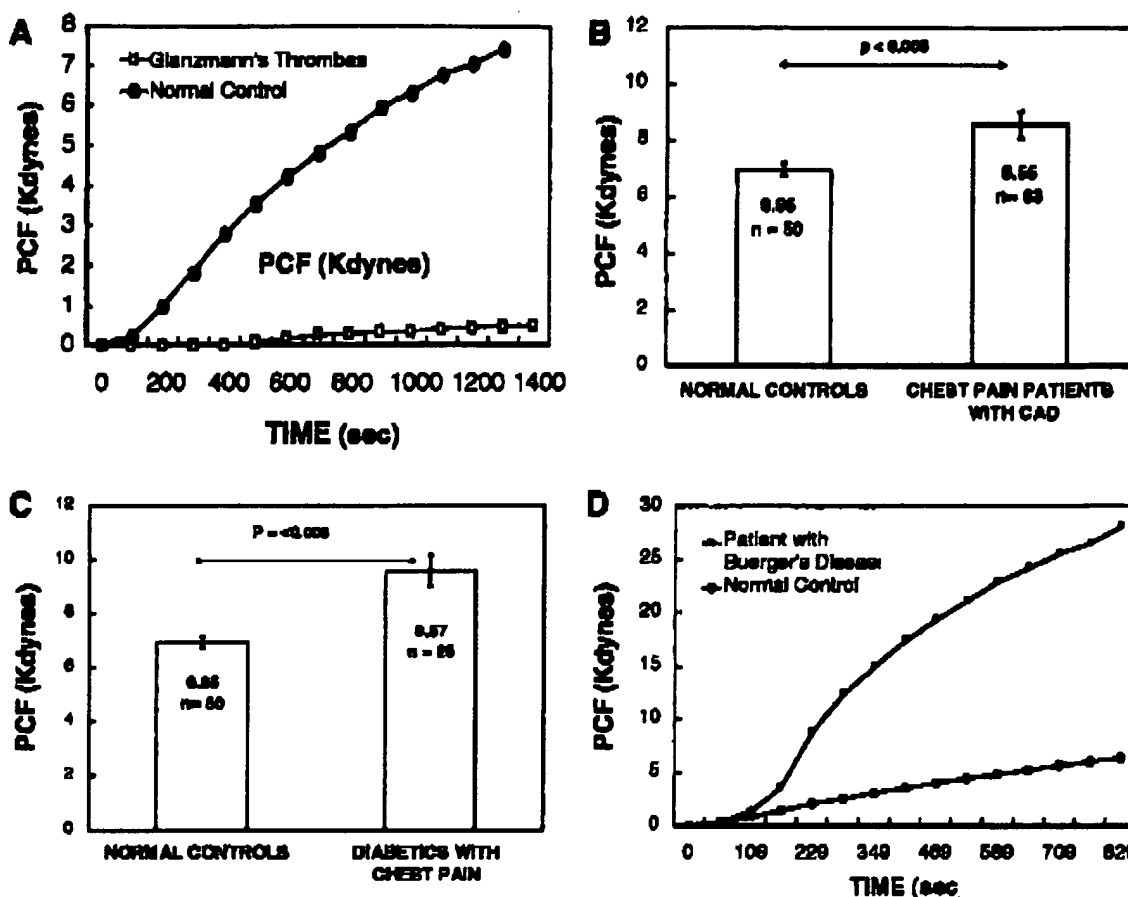 A
8
7
6
5
4
3
2
1
0
PCF (Kdynes)
Glanzmann's Thrombas
Normal Control
PCF (Kdynes)
0 200 400 600 800 1000 1200 1400
TIME (sec)
B
12
10
8
6
4
2
0
PCF (Kdynes)
n = 50
NORMAL CONTROLS
CHEST PAIN PATIENTS
WITH CAD
C
12
10
8
6
4
2
0
PCF (Kdynes)
n= 50
NORMAL CONTROLS
DIABETICS WITH
CHEST PAIN
D
30
25
20
15
10
5
0
PCF (Kdynes)
Patient with
Buerger's Disease
Normal Control
0 109 229 349 469 589 709 829
TIME (sec